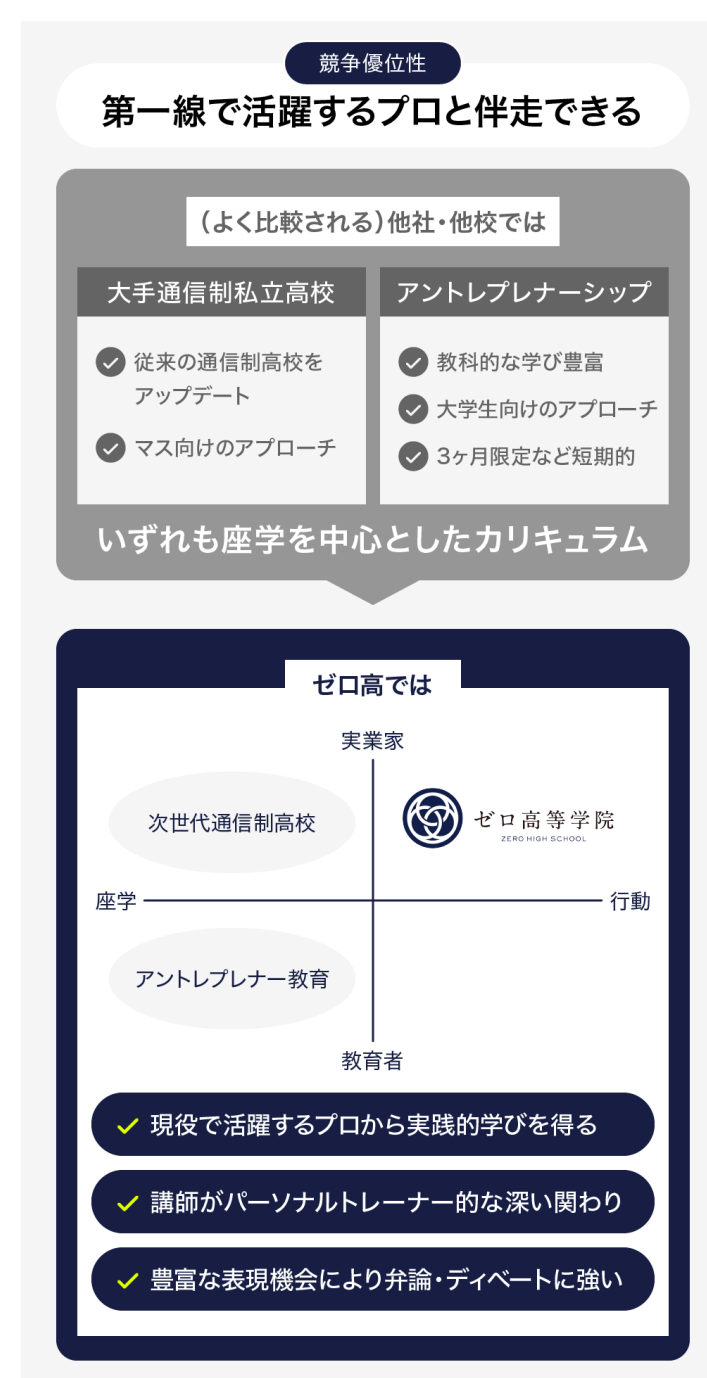 競争優位性
第一線で活躍するプロと伴走できる
（よく比較される）他社・他校では
大手通信制私立高校
従来の通信制高校を
アップデート
マス向けのアプローチ
アントレプレナーシップ
教科的な学び豊富
大学生向けのアプローチ
3ヶ月限定など短期的
いずれも座学を中心としたカリキュラム
ゼロ高では
実業家
次世代通信制高校
ゼロ高等学院
ZERO HIGH SCHOOL
座学
行動
アントレプレナー教育
教育者
現役で活躍するプロから実践的学びを得る
講師がパーソナルトレーナー的な深い関わり
豊富な表現機会により弁論・ディベートに強い